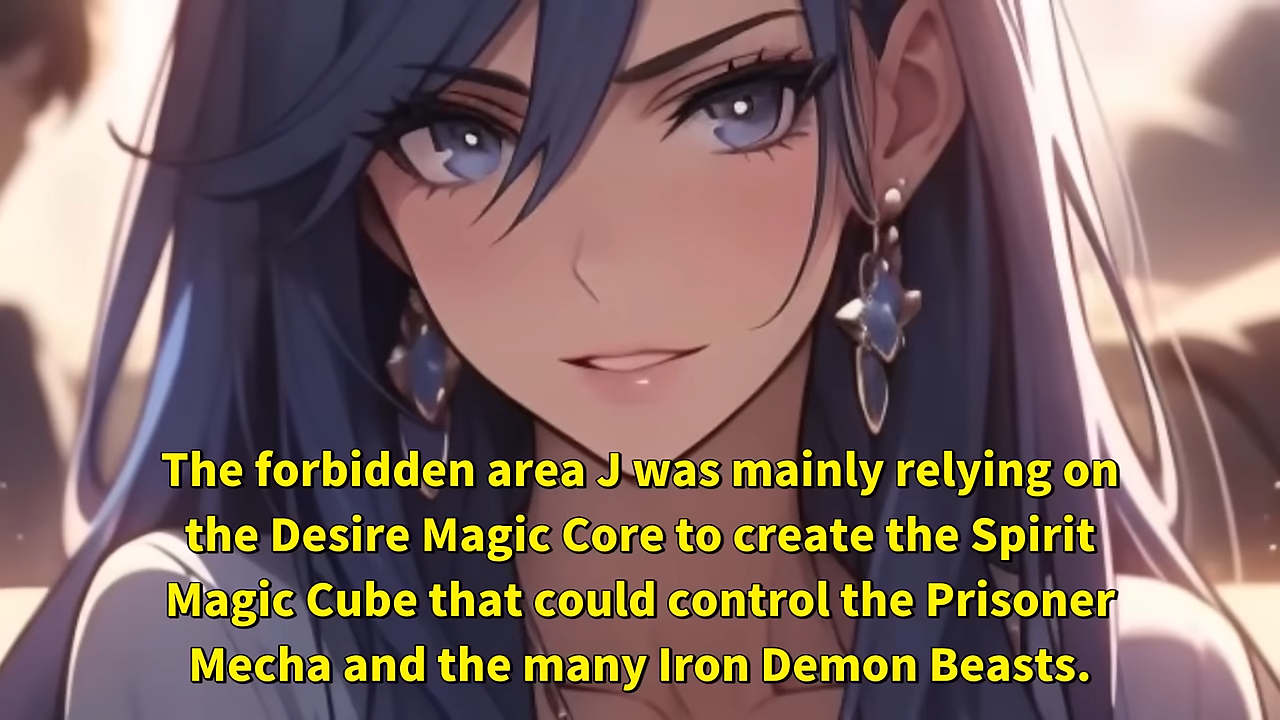 The forbidden area J was mainly relying on
the Desire Magic Core to create the Spirit
Magic Cube that could control the Prisoner
Mecha and the many Iron Demon Beasts.